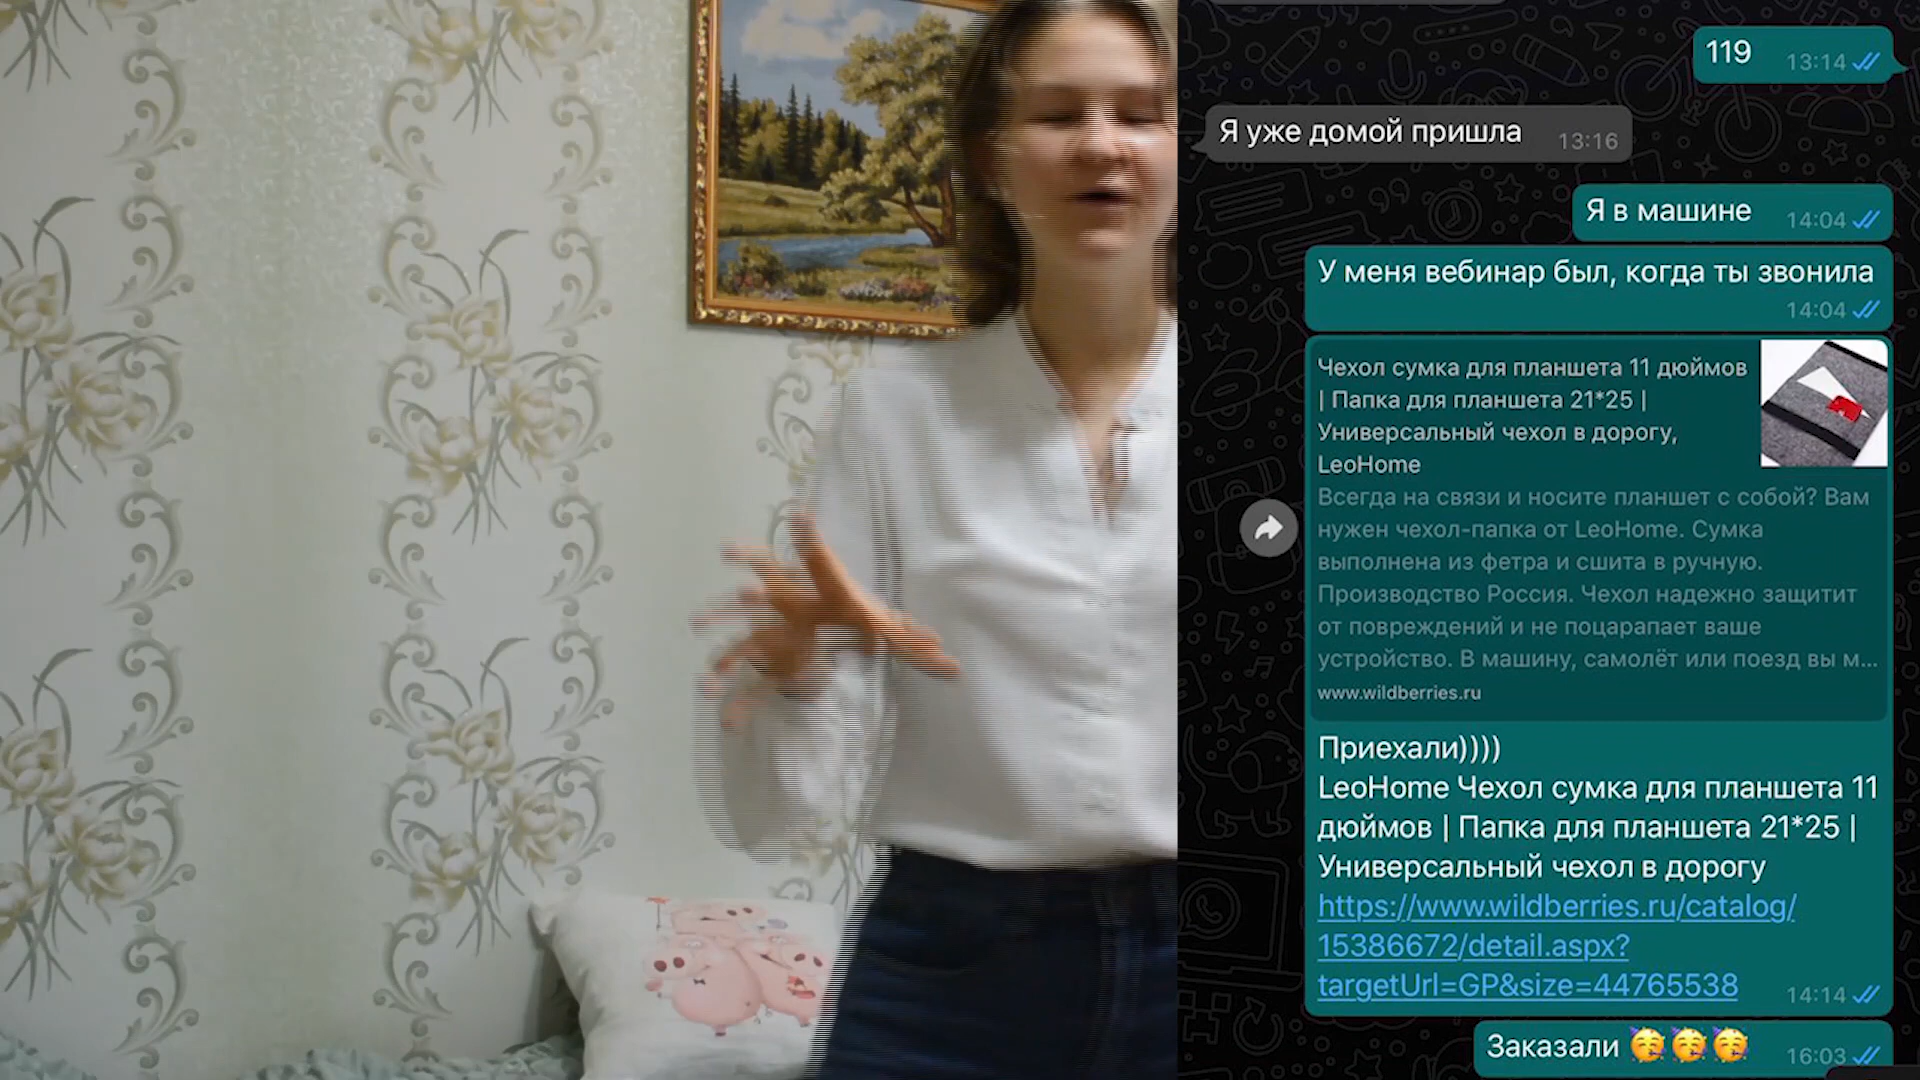 119 13:14
Я уже домой пришла 13:16
Я в машине 14:04
У меня вебинар был, когда ты звонила
14:04
Чехол сумка для планшета 11 дюймов
| Папка для планшета 21*25 |
Универсальный чехол в дорогу,
LeoHome
Всегда на связи и носите планшет с собой? Вам
нужен чехол-папка от LeoHome. Сумка
выполнена из фетра и сшита в ручную.
Производство Россия. Чехол надежно защитит
от повреждений и не поцарапает ваше
устройство. В машину, самолёт или поезд вы м...
www.wildberries.ru
Приехали))))
LeoHome Чехол сумка для планшета 11
дюймов | Папка для планшета 21*25 |
Универсальный чехол в дорогу
https://www.wildberries.ru/catalog/
15386672/detail.aspx?
targetUrl=GP&size=44765538
14:14
Заказали 🥳🥳🥳 16:03